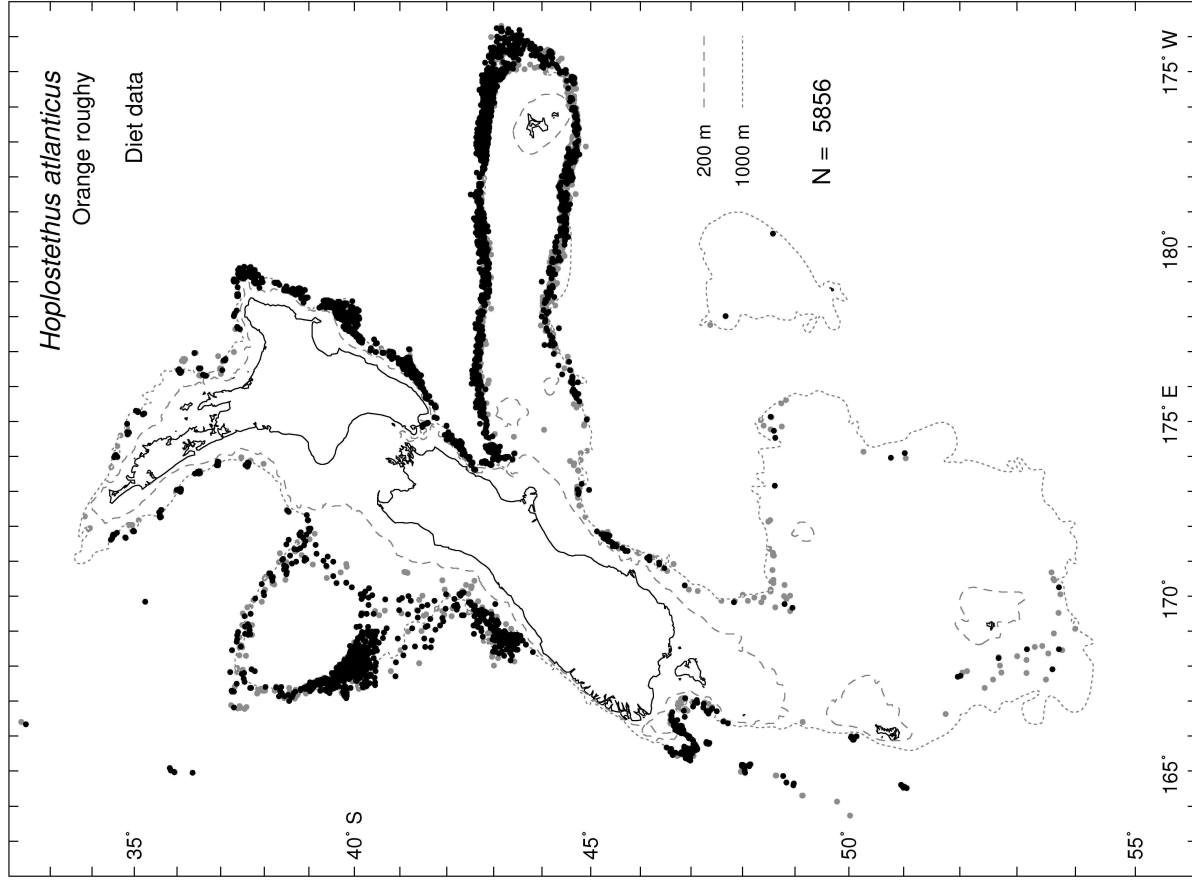 Hoplostethus atlanticus
Orange roughy
Diet data
200 m
1000 m
N = 5856
35°
40° S
45°
50°
55°
165°
170°
175° E
180°
175° W